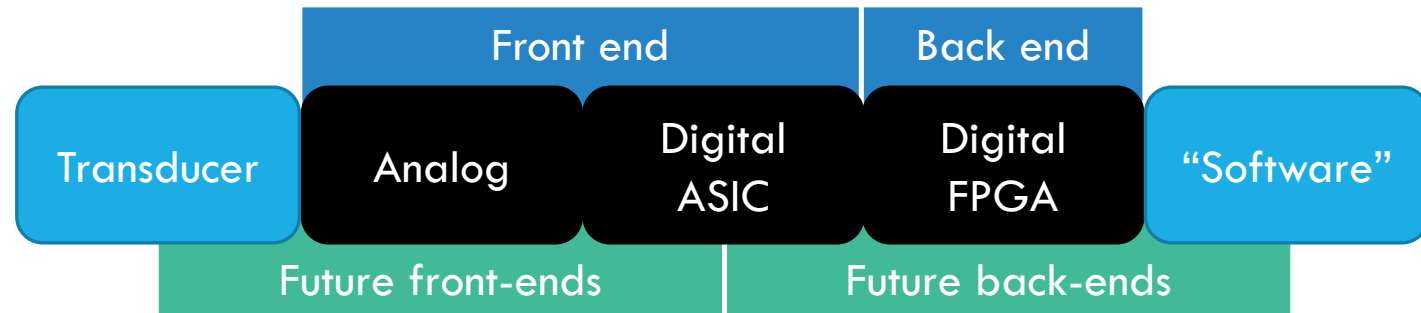 Front end
Back end
Transducer
Analog
Digital
ASIC
Digital
FPGA
“Software”
Future front-ends
Future back-ends